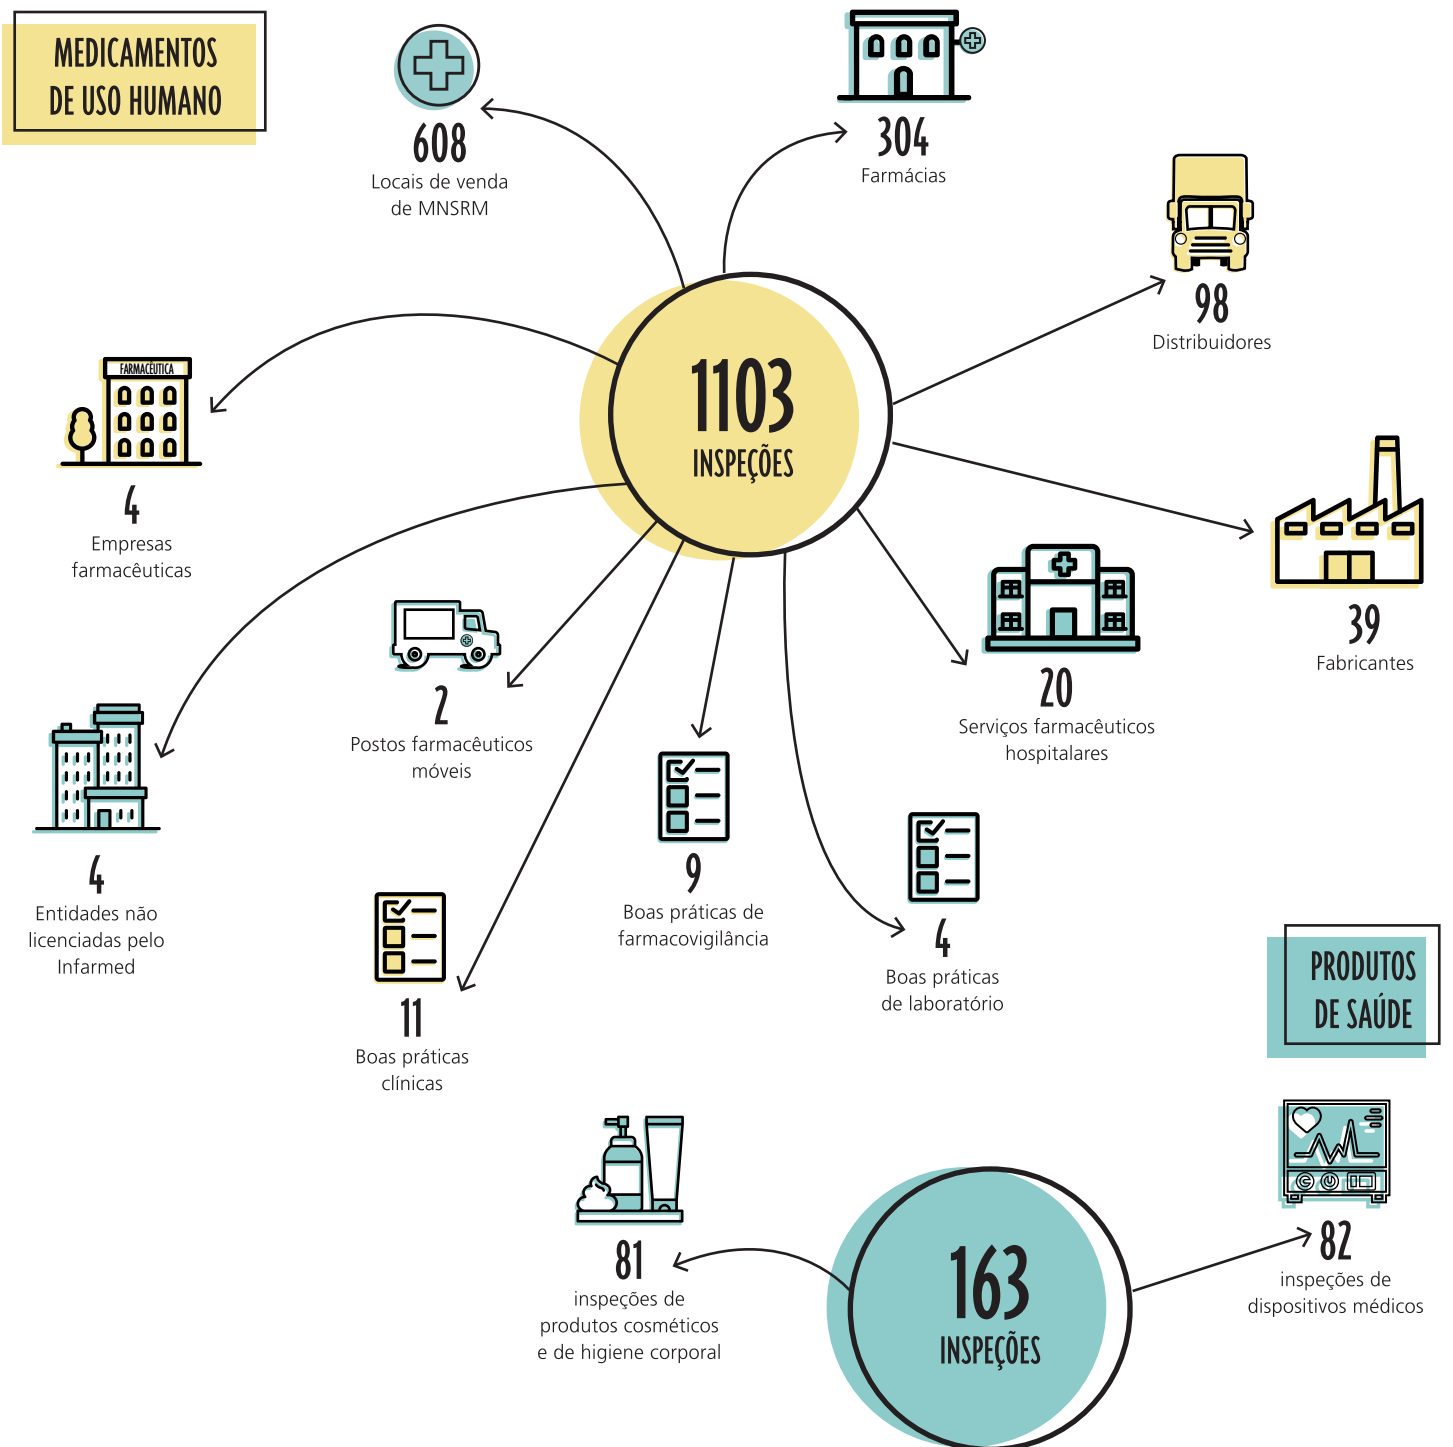 MEDICAMENTOS
DE USO HUMANO
608
Locais de venda
de MNSRM
304
Farmácias
98
Distribuidores
1103
INSPEÇÕES
FARMACÊUTICA
4
Empresas
farmacêuticas
39
Fabricantes
20
Serviços farmacêuticos
hospitalares
2
Postos farmacêuticos
móveis
4
Entidades não
licenciadas pelo
Infarmed
9
Boas práticas de
farmacovigilância
4
Boas práticas
de laboratório
11
Boas práticas
clínicas
PRODUTOS
DE SAÚDE
81
inspeções de
produtos cosméticos
e de higiene corporal
163
INSPEÇÕES
82
inspeções de
dispositivos médicos